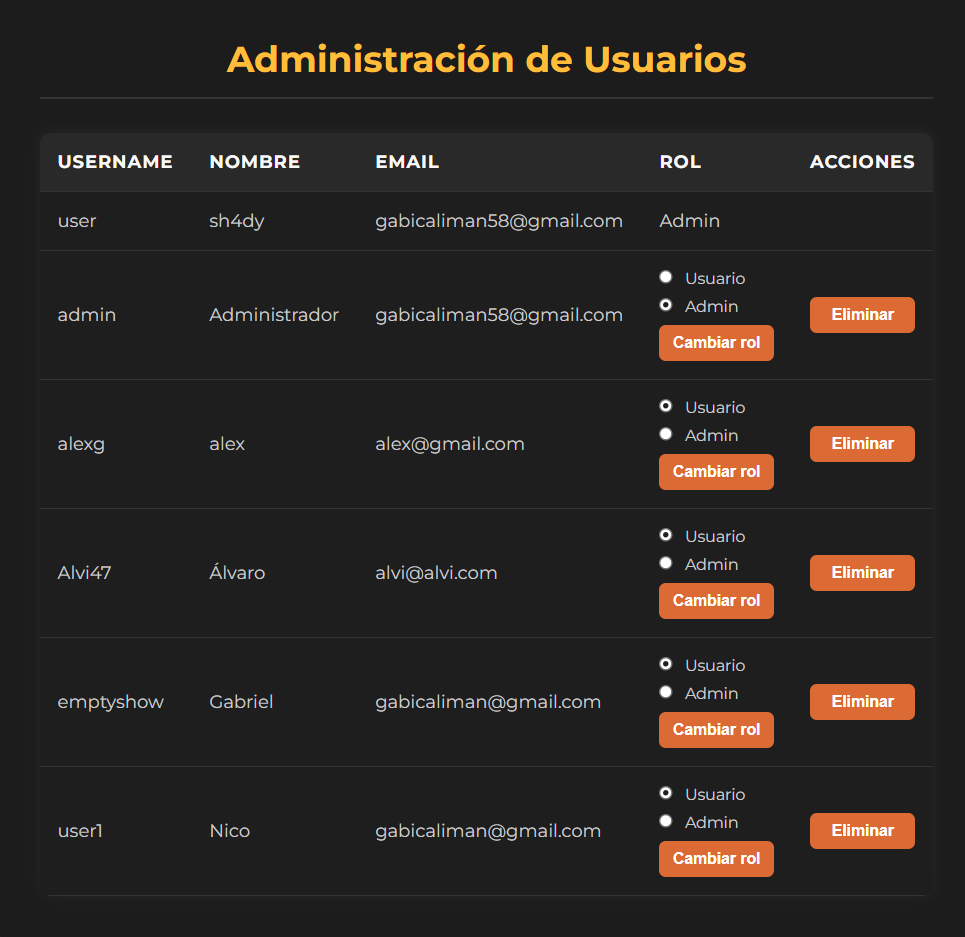 Administración de Usuarios
USERNAME NOMBRE EMAIL ROL ACCIONES
user sh4dy gabicaliman58@gmail.com Admin
Usuario
admin Administrador gabicaliman58@gmail.com Admin Eliminar
Cambiar rol
Usuario
alexg alex alex@gmail.com Admin Eliminar
Cambiar rol
Usuario
Alvi47 Álvaro alvi@alvi.com Admin Eliminar
Cambiar rol
Usuario
emptyshow Gabriel gabicaliman@gmail.com Admin Eliminar
Cambiar rol
Usuario
user1 Nico gabicaliman@gmail.com Admin Eliminar
Cambiar rol